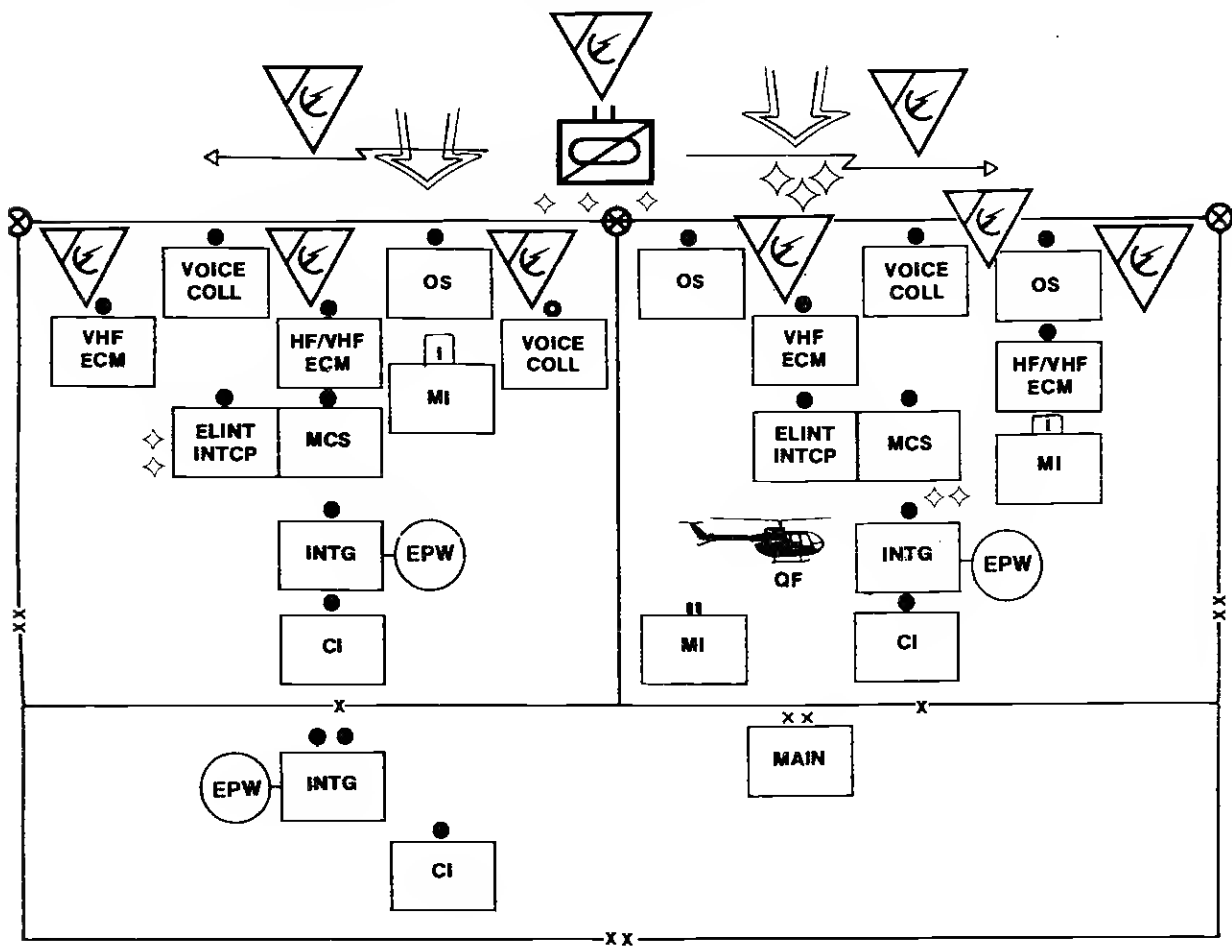 VOICE
COLL
OS
OS
VOICE
COLL
OS
VHF
ECM
HF/VHF
ECM
I
MI
VOICE
COLL
VHF
ECM
HF/VHF
ECM
ELINT
INTCP
MCS
ELINT
INTCP
MCS
I
MI
INTG
EPW
QF
INTG
EPW
XX
XX
CI
II
MI
CI
X
X
XX
MAIN
EPW
INTG
CI
XX